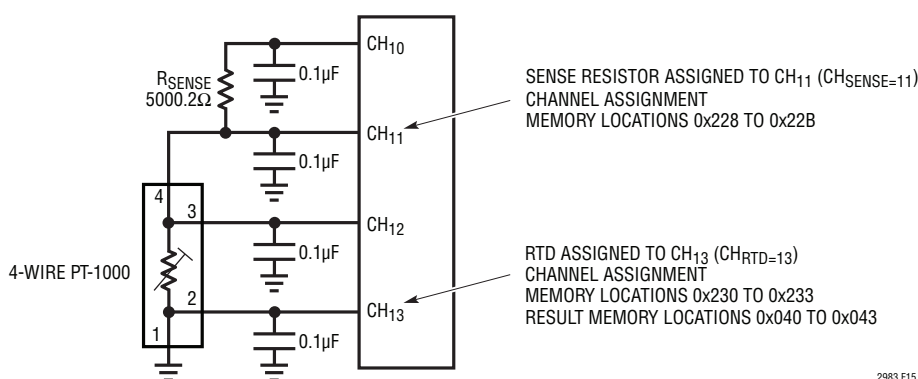 CH10
0.1µF
RSENSE
5000.2Ω
CH11
0.1µF
SENSE RESISTOR ASSIGNED TO CH11 (CHSENSE=11)
CHANNEL ASSIGNMENT
MEMORY LOCATIONS 0x228 TO 0x22B
4
3
CH12
0.1µF
4-WIRE PT-1000
2
CH13
1
0.1µF
RTD ASSIGNED TO CH13 (CHRTD=13)
CHANNEL ASSIGNMENT
MEMORY LOCATIONS 0x230 TO 0x233
RESULT MEMORY LOCATIONS 0x040 TO 0x043
2983 F15